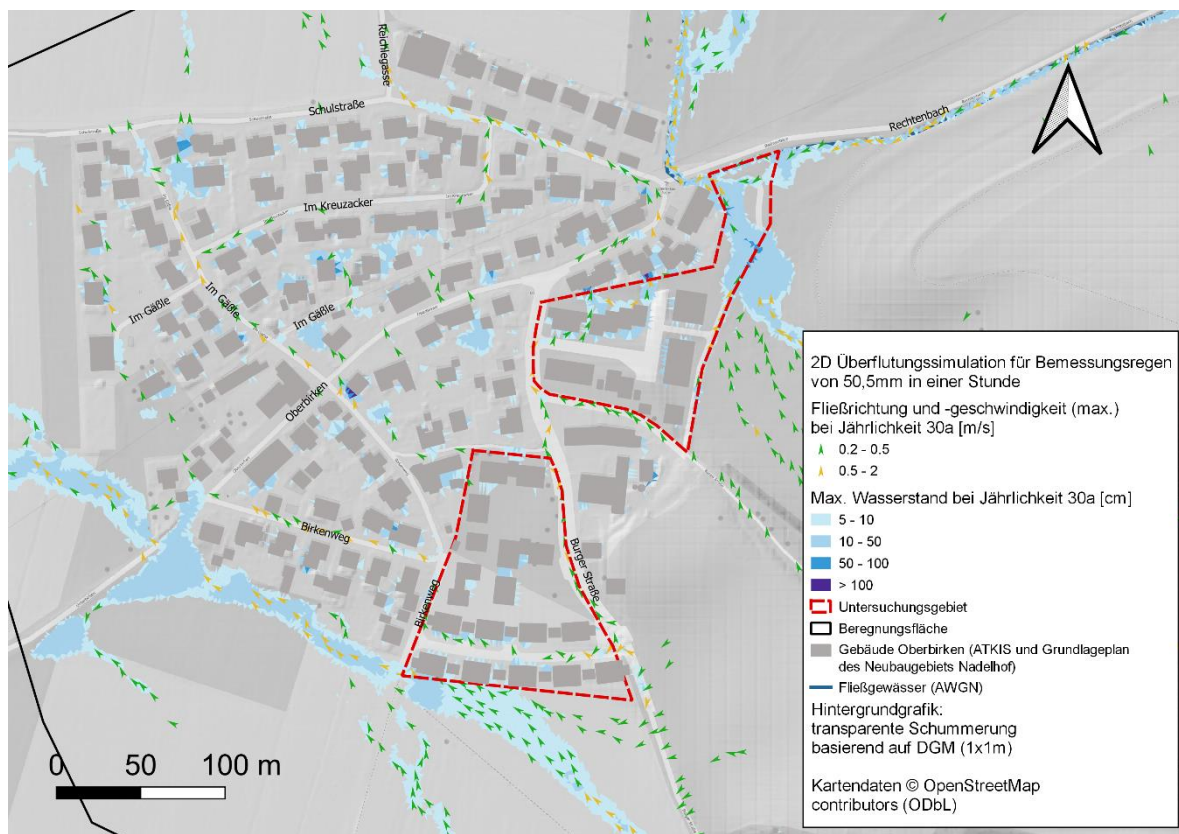 Reichlegasse
Schulstraße
Rechtenbach
Im Kreuzacker
Im Gäßle
Im Gäßle
Im Gäßle
Oberbirken
Birkenweg
Birkenweg
Burger Straße
0 50 100 m
2D Überflutungssimulation für Bemessungsregen
von 50,5mm in einer Stunde
Fließrichtung und -geschwindigkeit (max.)
bei Jährlichkeit 30a [m/s]
0.2 - 0.5
0.5 - 2
Max. Wasserstand bei Jährlichkeit 30a [cm]
5 - 10
10 - 50
50 - 100
> 100
Untersuchungsgebiet
Beregnungsfläche
Gebäude Oberbirken (ATKIS und Grundlageplan
des Neubaugebiets Nadelhof)
Fließgewässer (AWGN)
Hintergrundgrafik:
transparente Schummerung
basierend auf DGM (1x1m)
Kartendaten © OpenStreetMap
contributors (ODbL)